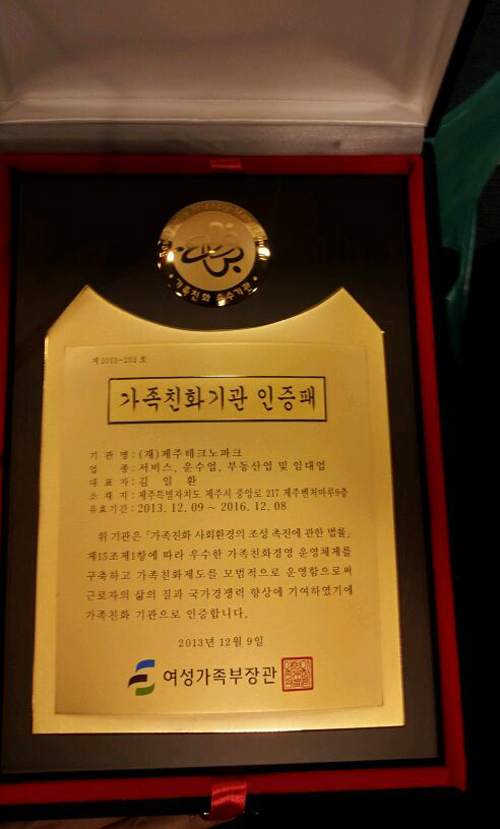 가족친화 우수기관
제2013-252호
가족친화기관 인증패
기 관 명 : (재)제주테크노파크
업 종 : 서비스, 운수업, 부동산업 및 임대업
대 표 자 : 김 일 환
소 재 지 : 제주특별자치도 제주시 중앙로 217 제주벤처마루9층
유효기간 : 2013. 12. 09 ~ 2016. 12. 08
위 기관은 「가족친화 사회환경의 조성 촉진에 관한 법률」
제15조제1항에 따라 우수한 가족친화경영 운영체제를
구축하고 가족친화제도를 모범적으로 운영함으로써
근로자의 삶의 질과 국가경쟁력 향상에 기여하였기에
가족친화 기관으로 인증합니다.
2013년 12월 9일
여성가족부장관